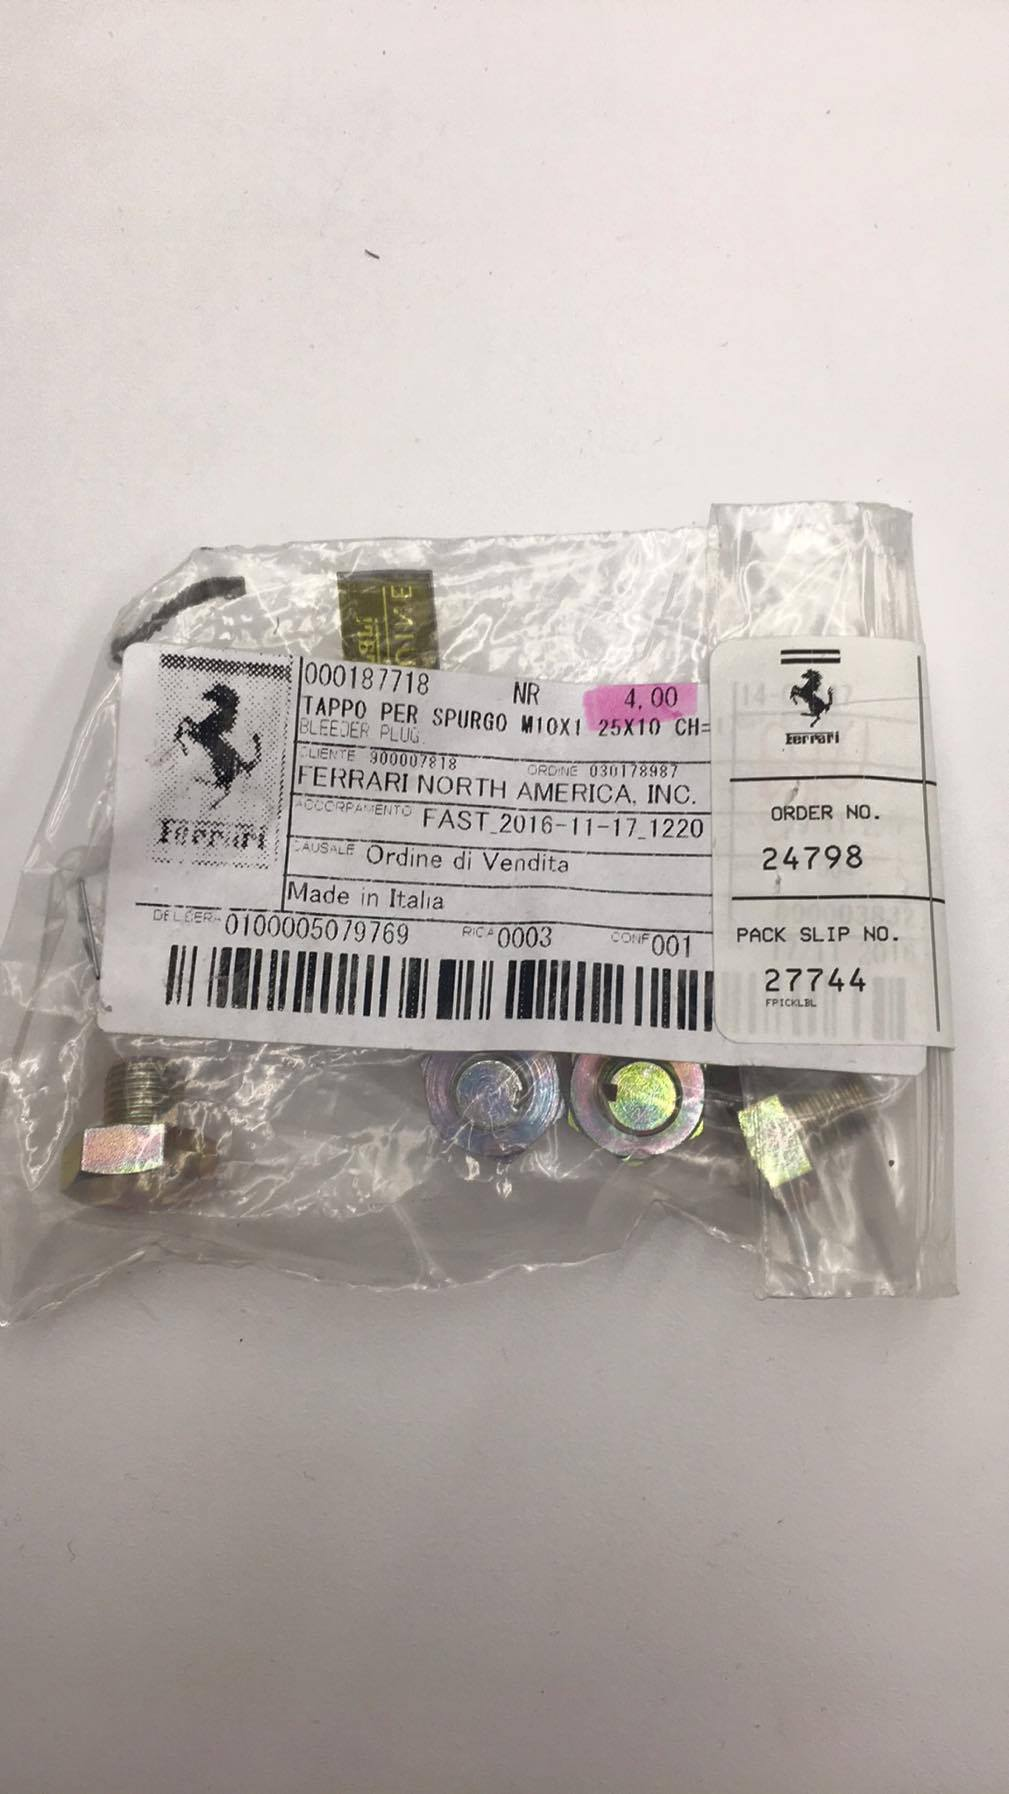 000187718 NR 4,00
TAPPO PER SPURGO M10X1 25X10 CH=
BLEEDER PLUG
CLIENTE 900007818 ORDINE 030178987
FERRARI NORTH AMERICA, INC.
ACCORPAMENTO FAST_2016-11-17_1220
CAUSALE Ordine di Vendita
Made in Italia
0100005079769 0003 CONF 001
Ferrari
Ferrari
ORDER NO.
24798
PACK SLIP NO.
27744
FPICKLBL